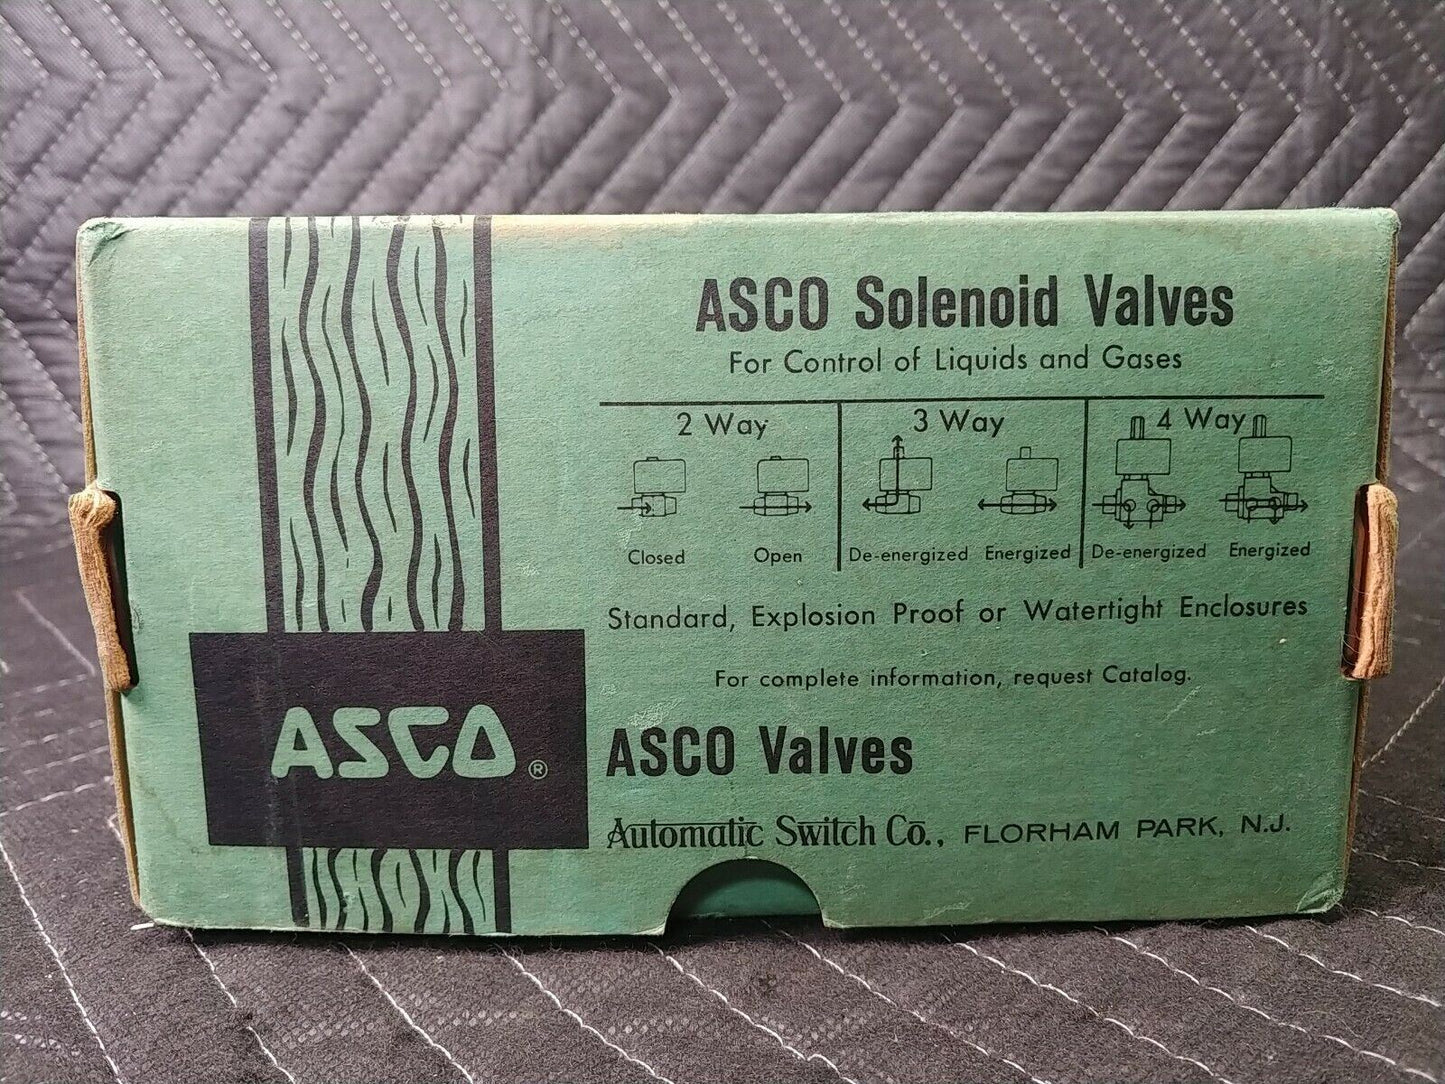 ASCO Solenoid Valves
For Control of Liquids and Gases
2 Way 3 Way 4 Way
Closed Open De-energized Energized De-energized Energized
Standard, Explosion Proof or Watertight Enclosures
For complete information, request Catalog.
ASCO ®
ASCO Valves
Automatic Switch Co., FLORHAM PARK, N.J.